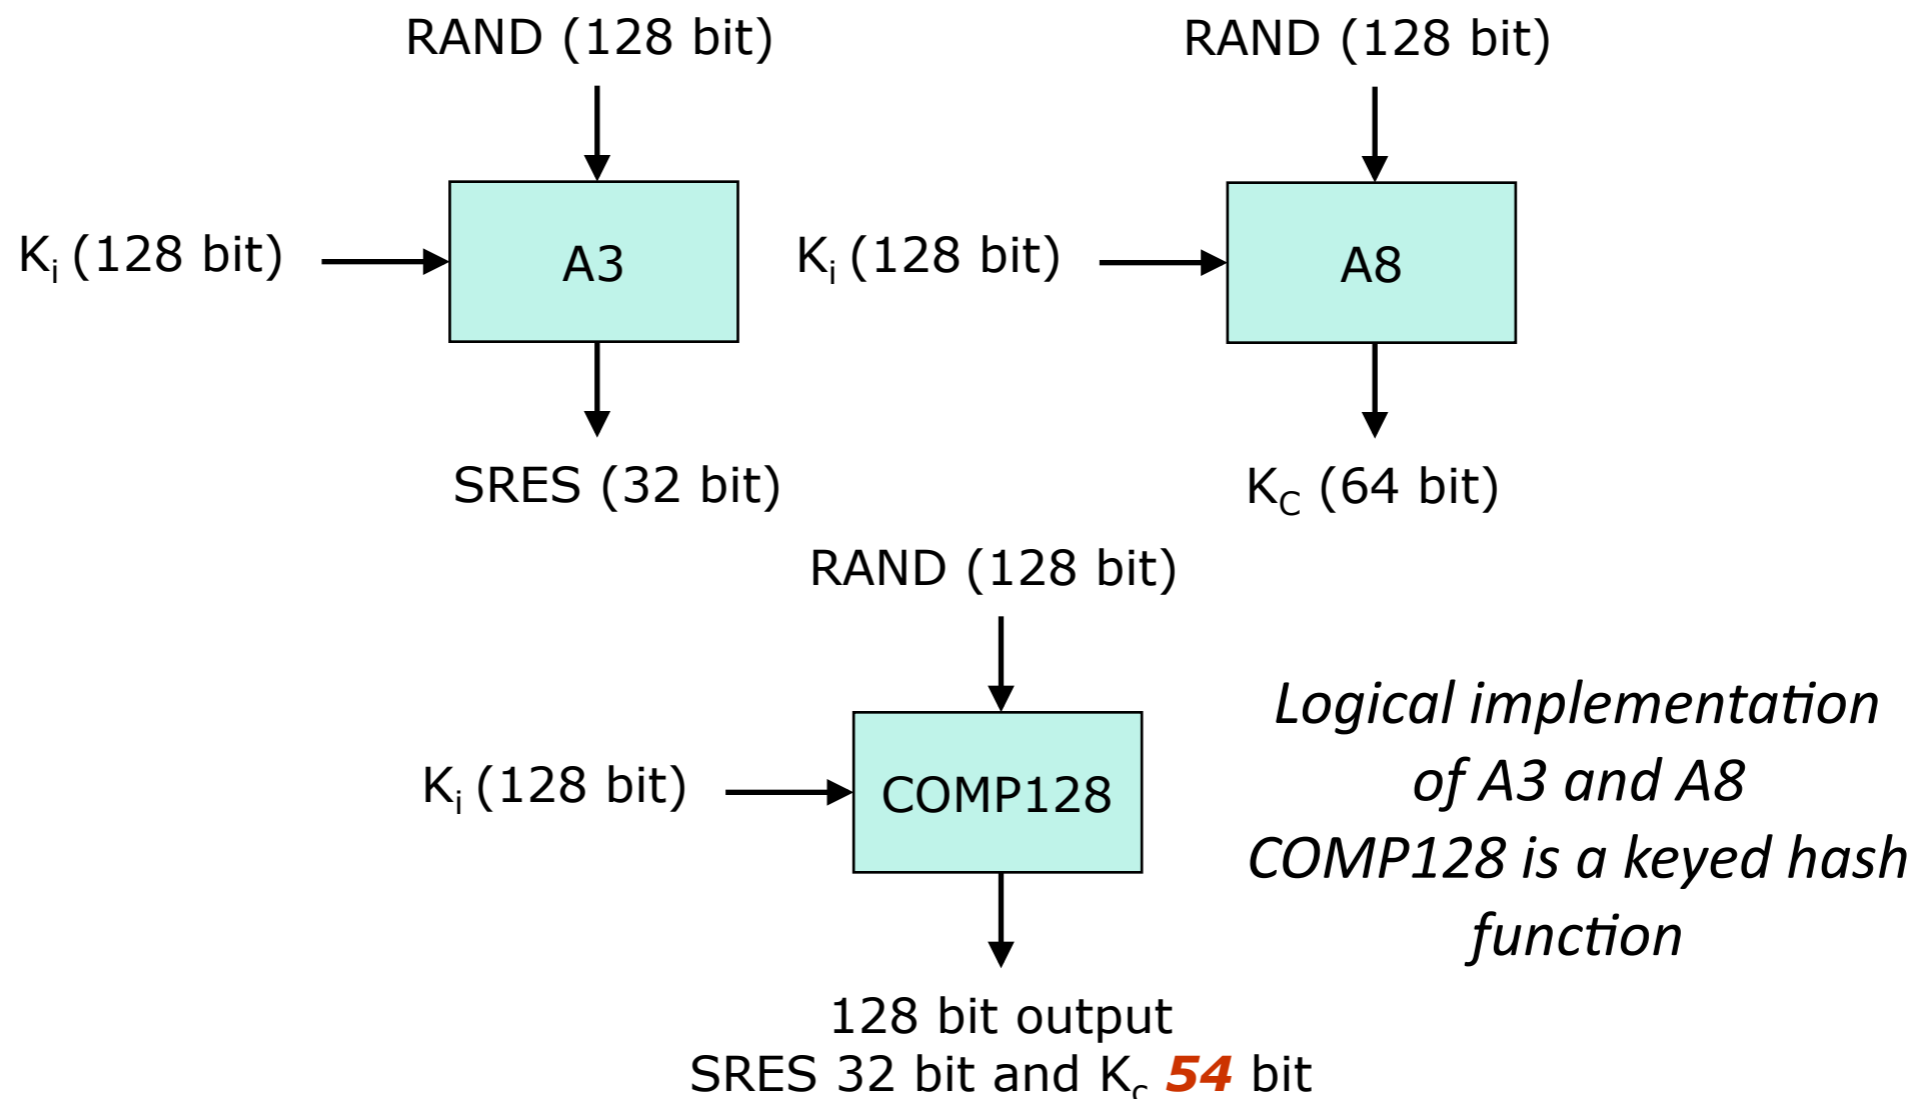 RAND (128 bit)
RAND (128 bit)
Ki (128 bit)
A3
Ki (128 bit)
A8
SRES (32 bit)
KC (64 bit)
RAND (128 bit)
Ki (128 bit)
COMP128
Logical implementation
of A3 and A8
COMP128 is a keyed hash
function
128 bit output
SRES 32 bit and Kc 54 bit